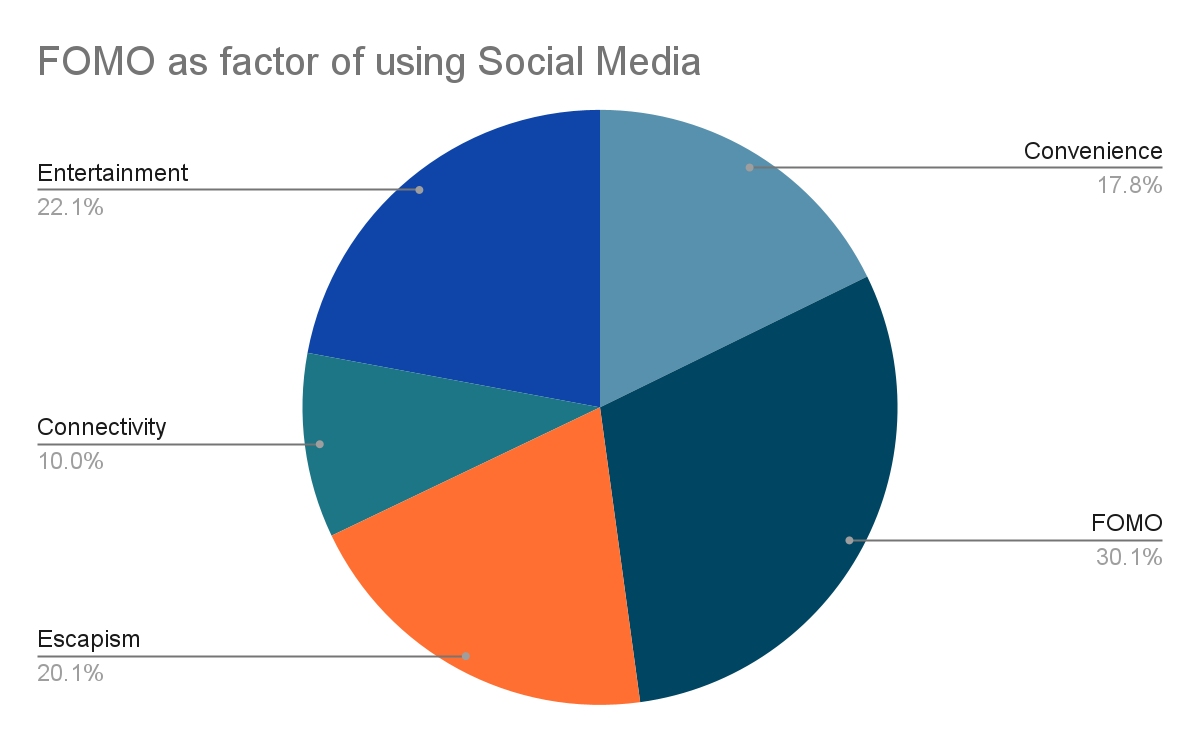 FOMO as factor of using Social Media
Convenience
17.8%
Entertainment
22.1%
Connectivity
10.0%
FOMO
30.1%
Escapism
20.1%